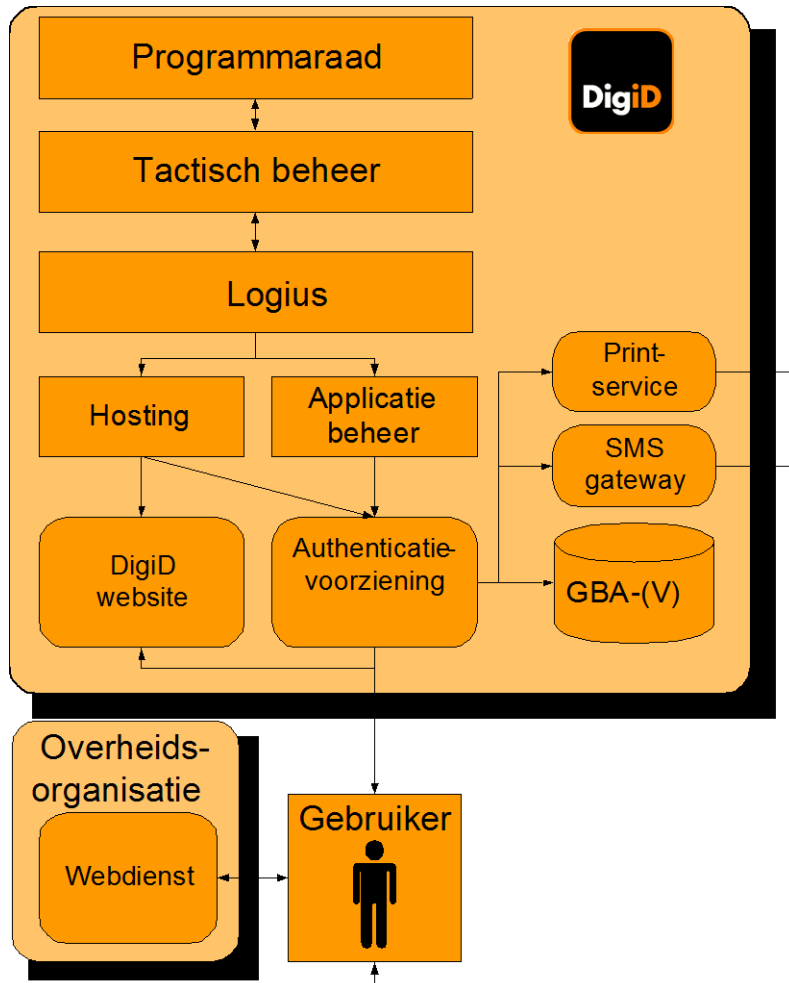 Programmaraad
DigiD
Tactisch beheer
Logius
Hosting
Applicatie
beheer
Print-
service
SMS
gateway
DigiD
website
Authenticatie-
voorziening
GBA-(V)
Overheids-
organisatie
Webdienst
Gebruiker